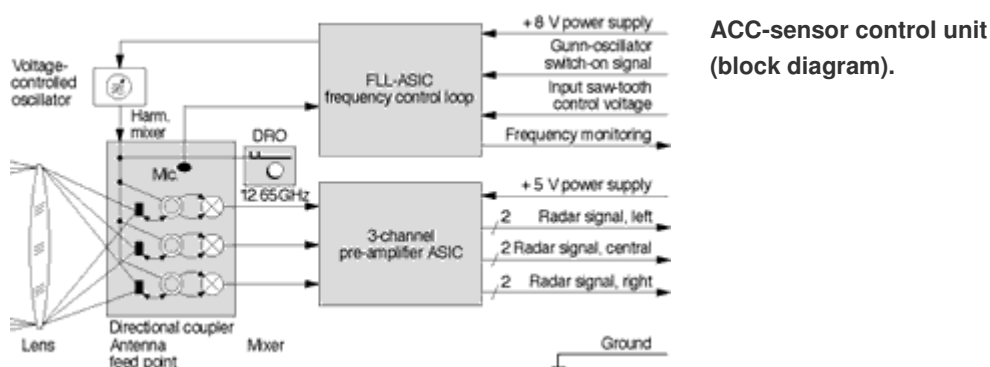 ACC-sensor control unit
(block diagram).
+8 V power supply
Gunn-oscillator
switch-on signal
Input saw-tooth
control voltage
Frequency monitoring
FLL-ASIC
frequency control loop
Voltage-
controlled
oscillator
Harm.
mixer
DRO
Mic.
12.65GHz
+5 V power supply
2 Radar signal, left
2 Radar signal, central
2 Radar signal, right
3-channel
pre-amplifier ASIC
Directional coupler
Lens
Antenna
feed point
Mixer
Ground